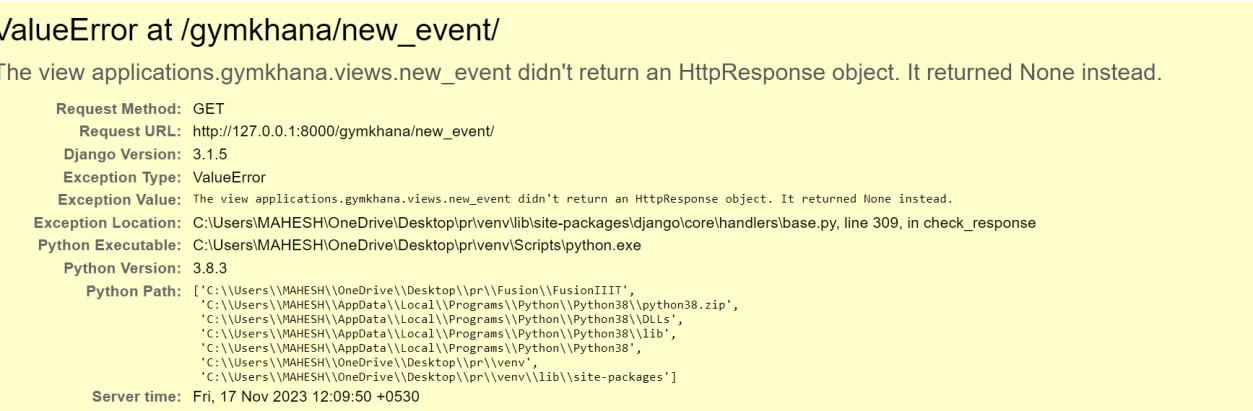 ValueError at /gymkhana/new_event/
The view applications.gymkhana.views.new_event didn't return an HttpResponse object. It returned None instead.
Request Method: GET
Request URL: http://127.0.0.1:8000/gymkhana/new_event/
Django Version: 3.1.5
Exception Type: ValueError
Exception Value: The view applications.gymkhana.views.new_event didn't return an HttpResponse object. It returned None instead.
Exception Location: C:\Users\MAHESH\OneDrive\Desktop\pr\venv\lib\site-packages\django\core\handlers\base.py, line 309, in check_response
Python Executable: C:\Users\MAHESH\OneDrive\Desktop\pr\venv\Scripts\python.exe
Python Version: 3.8.3
Python Path: ['C:\\Users\\MAHESH\\OneDrive\\Desktop\\pr\\Fusion\\FusionIIIT',
'C:\\Users\\MAHESH\\AppData\\Local\\Programs\\Python\\Python38\\python38.zip',
'C:\\Users\\MAHESH\\AppData\\Local\\Programs\\Python\\Python38\\DLLs',
'C:\\Users\\MAHESH\\AppData\\Local\\Programs\\Python\\Python38\\lib',
'C:\\Users\\MAHESH\\AppData\\Local\\Programs\\Python\\Python38',
'C:\\Users\\MAHESH\\OneDrive\\Desktop\\pr\\venv',
'C:\\Users\\MAHESH\\OneDrive\\Desktop\\pr\\venv\\lib\\site-packages']
Server time: Fri, 17 Nov 2023 12:09:50 +0530